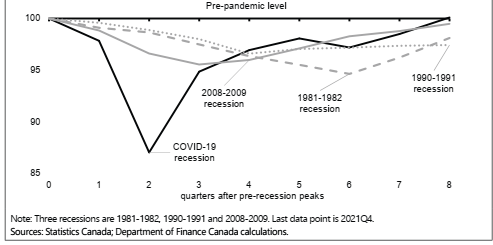 Pre-pandemic level
100
95
90
85
2008-2009
recession
1981-1982
recession
1990-1991
recession
COVID-19
recession
0 1 2 3 4 5 6 7 8
quarters after pre-recession peaks
Note: Three recessions are 1981-1982, 1990-1991 and 2008-2009. Last data point is 2021Q4.
Sources: Statistics Canada; Department of Finance Canada calculations.